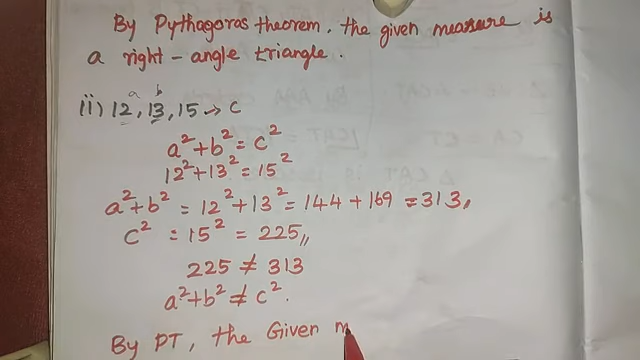 By Pythagoras theorem, the given measure is
a right-angle triangle.
a b
ii) 12, 13, 15 → c
a² + b² = c²
12² + 13² = 15²
a² + b² = 12² + 13² = 144 + 169 = 313,,
c² = 15² = 225,,
225 ≠ 313
a² + b² ≠ c².
By PT, the Given m